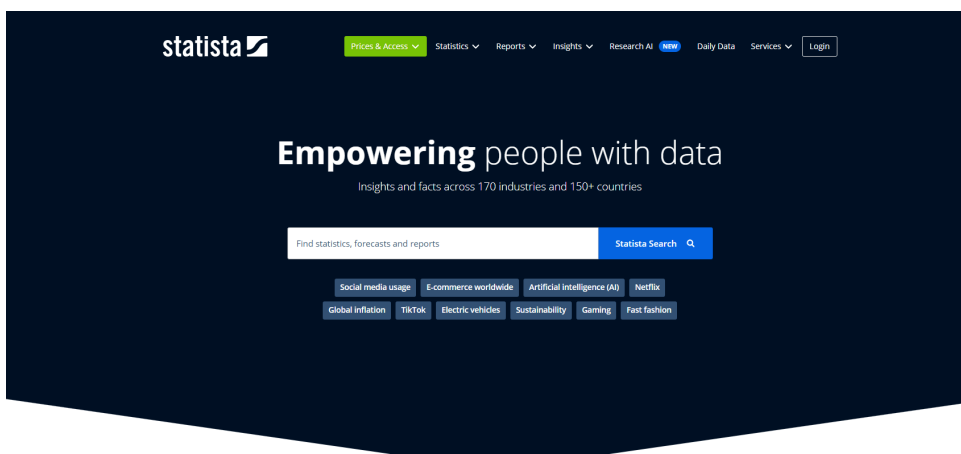 statista
Prices & Access Statistics Reports Insights Research AI NEW Daily Data Services Login
Empowering people with data
Insights and facts across 170 industries and 150+ countries
Find statistics, forecasts and reports Statista Search
Social media usage E-commerce worldwide Artificial intelligence (AI) Netflix
Global inflation TikTok Electric vehicles Sustainability Gaming Fast fashion